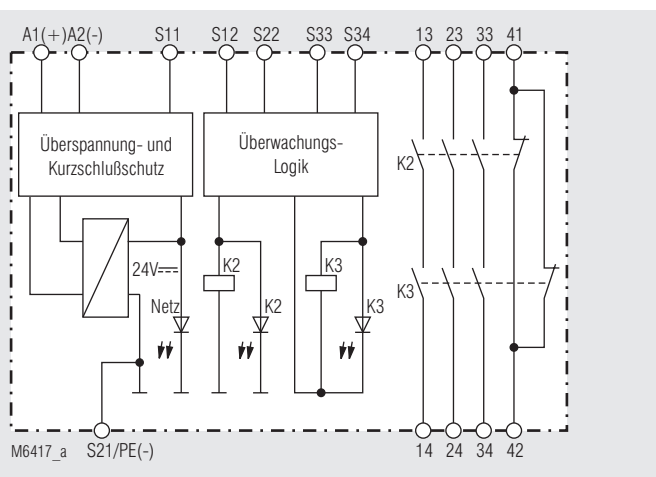 A1(+) A2(-) S11 S12 S22 S33 S34 13 23 33 41
Überspannung- und
Kurzschlußschutz
Überwachungs-
Logik
K2
24V
K2
K3
K3
Netz
K2
K3
M6417_a
S21/PE(-)
14 24 34 42